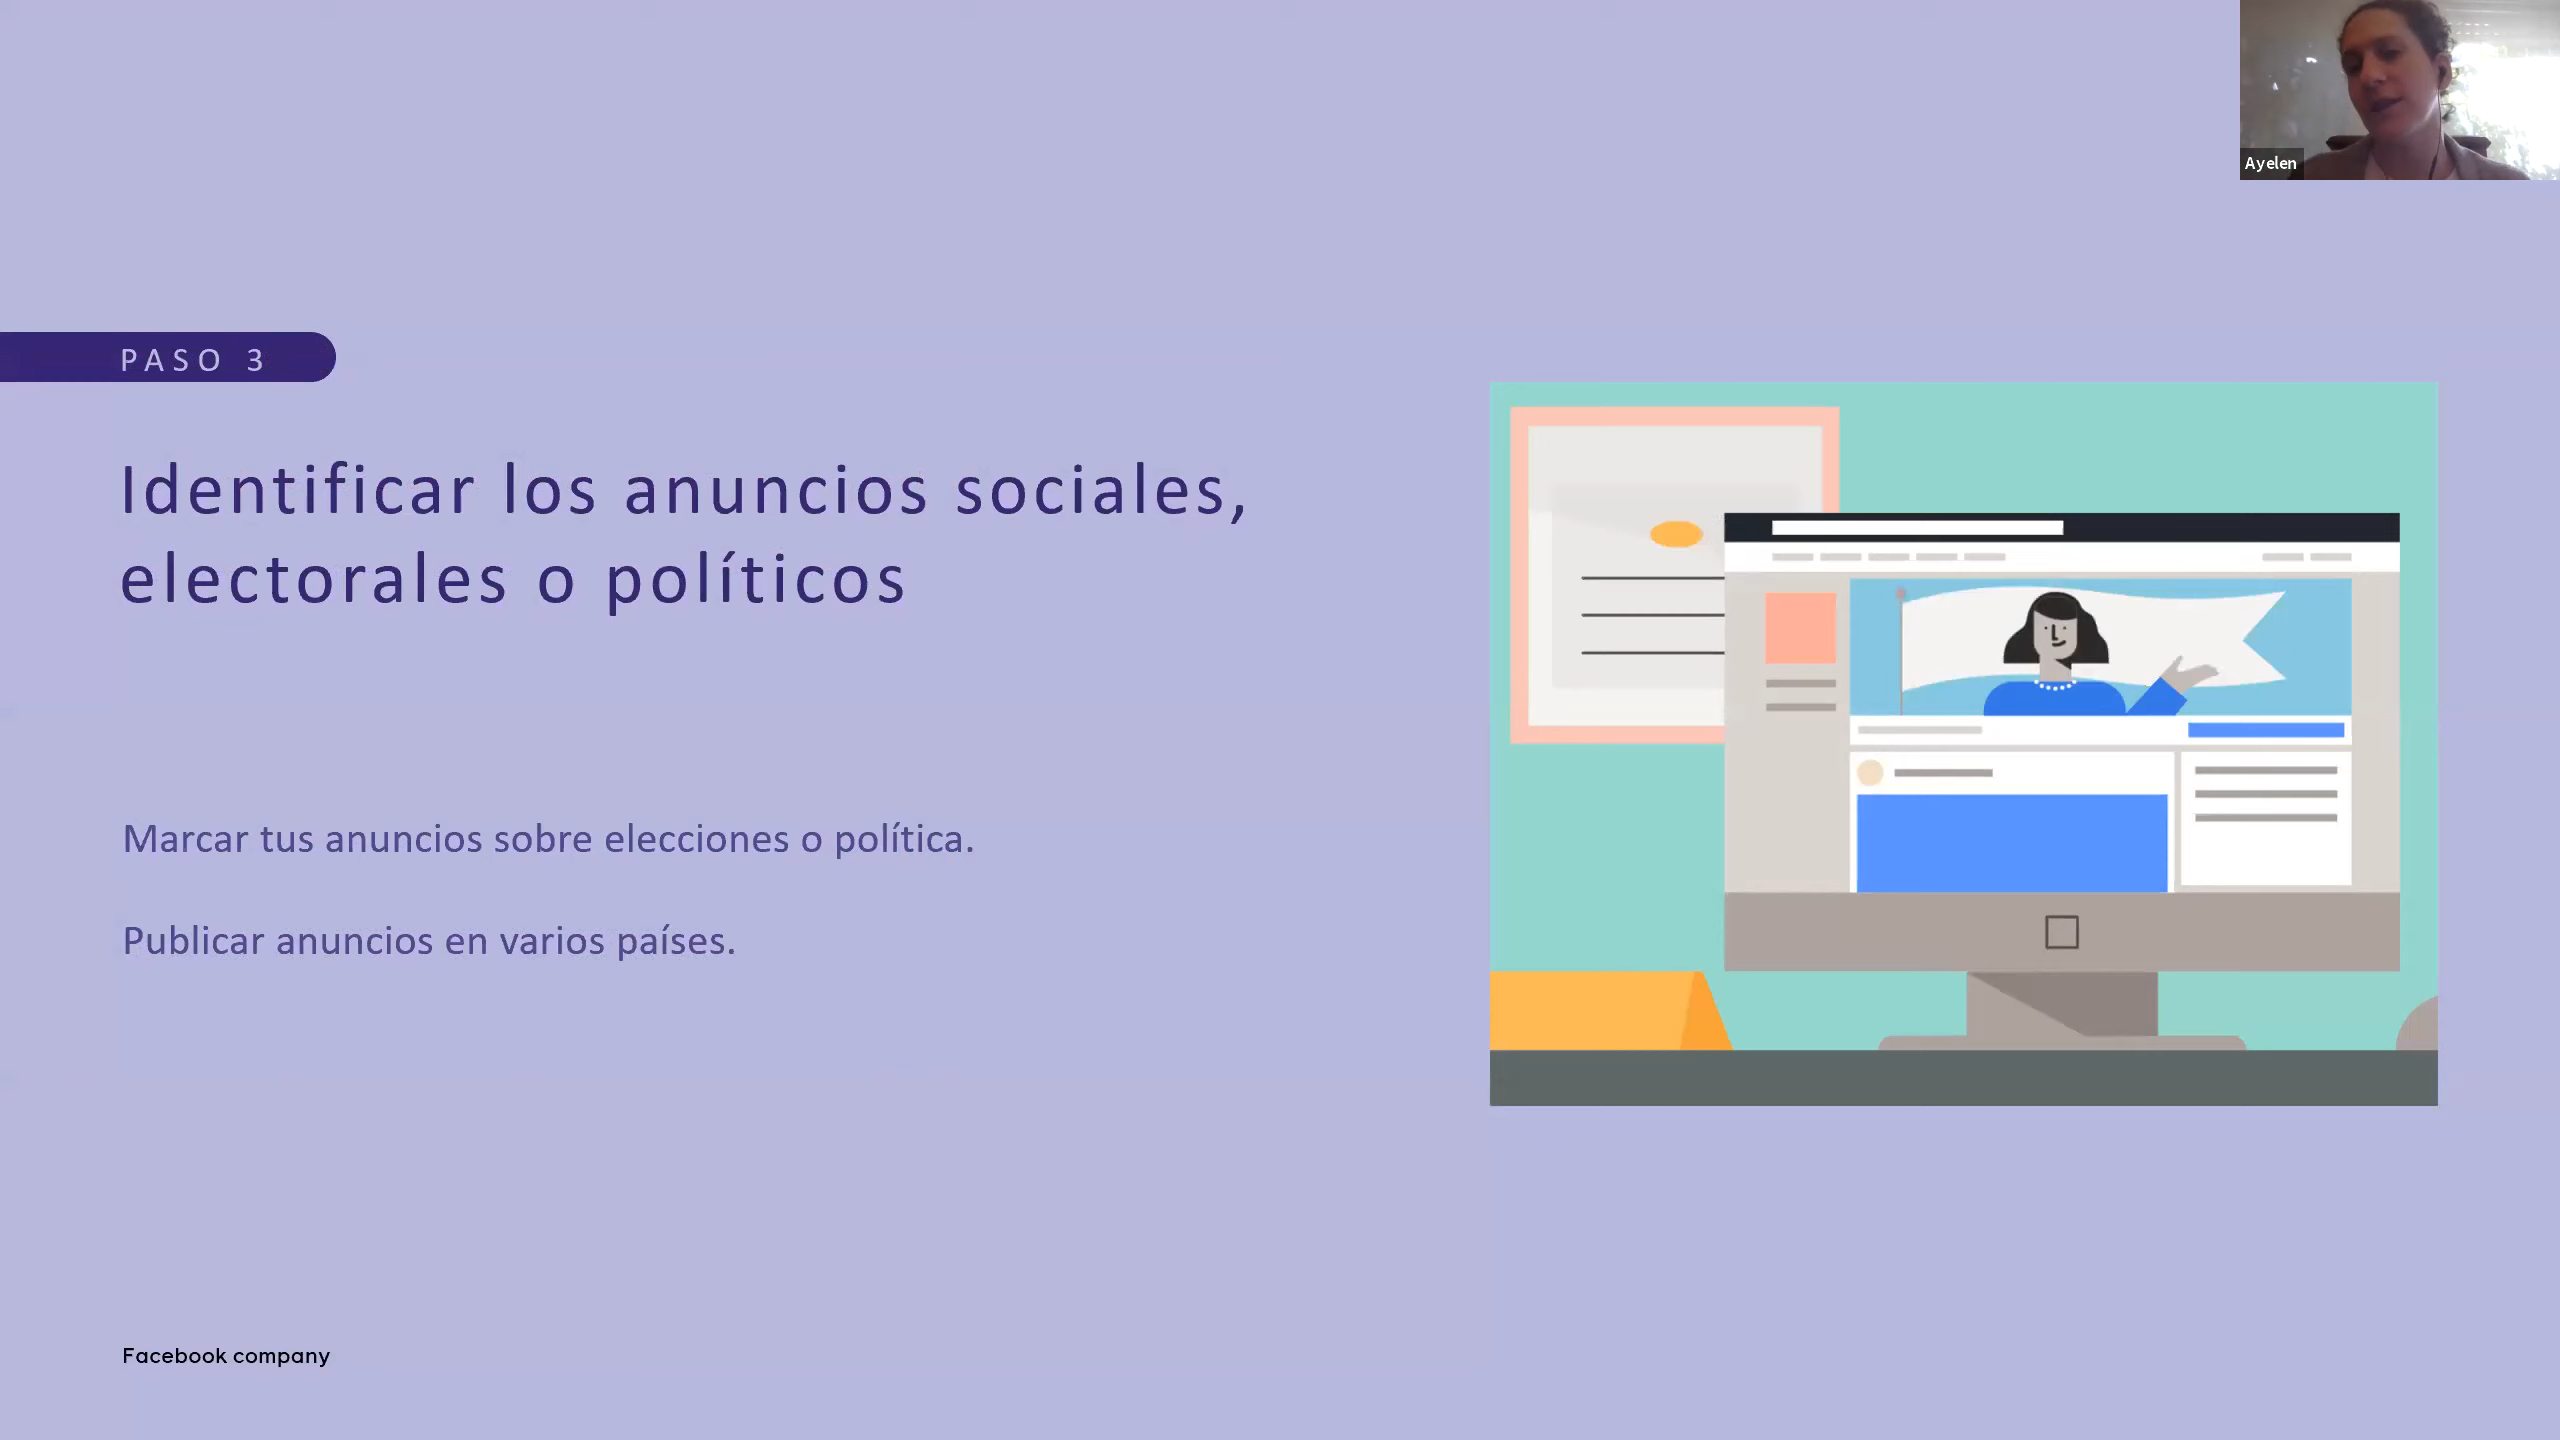 Ayelen
PASO 3
Identificar los anuncios sociales,
electorales o políticos
Marcar tus anuncios sobre elecciones o política.
Publicar anuncios en varios países.
Facebook company